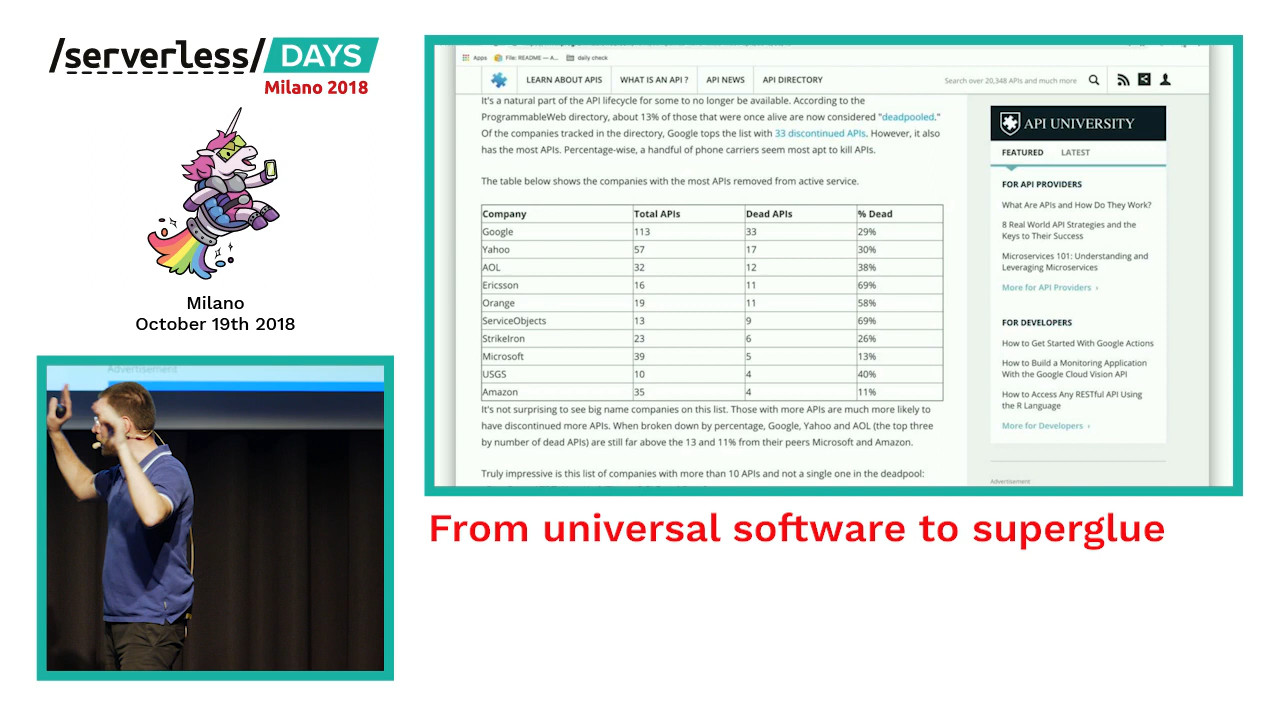 /serverless/ DAYS
Milano 2018
Milano
October 19th 2018
Advertisement
Apps File: README — A... daily check
LEARN ABOUT APIS WHAT IS AN API ? API NEWS API DIRECTORY Search over 20,348 APIs and much more
It's a natural part of the API lifecycle for some to no longer be available. According to the
ProgrammableWeb directory, about 13% of those that were once alive are now considered "deadpooled."
Of the companies tracked in the directory, Google tops the list with 33 discontinued APIs. However, it also
has the most APIs. Percentage-wise, a handful of phone carriers seem most apt to kill APIs.
The table below shows the companies with the most APIs removed from active service.
Company Total APIs Dead APIs % Dead
Google 113 33 29%
Yahoo 57 17 30%
AOL 32 12 38%
Ericsson 16 11 69%
Orange 19 11 58%
ServiceObjects 13 9 69%
StrikeIron 23 6 26%
Microsoft 39 5 13%
USGS 10 4 40%
Amazon 35 4 11%
It's not surprising to see big name companies on this list. Those with more APIs are much more likely to
have discontinued more APIs. When broken down by percentage, Google, Yahoo and AOL (the top three
by number of dead APIs) are still far above the 13 and 11% from their peers Microsoft and Amazon.
Truly impressive is this list of companies with more than 10 APIs and not a single one in the deadpool:
API UNIVERSITY
FEATURED LATEST
FOR API PROVIDERS
What Are APIs and How Do They Work?
8 Real World API Strategies and the
Keys to Their Success
Microservices 101: Understanding and
Leveraging Microservices
More for API Providers ›
FOR DEVELOPERS
How to Get Started With Google Actions
How to Build a Monitoring Application
With the Google Cloud Vision API
How to Access Any RESTful API Using
the R Language
More for Developers ›
Advertisement
From universal software to superglue